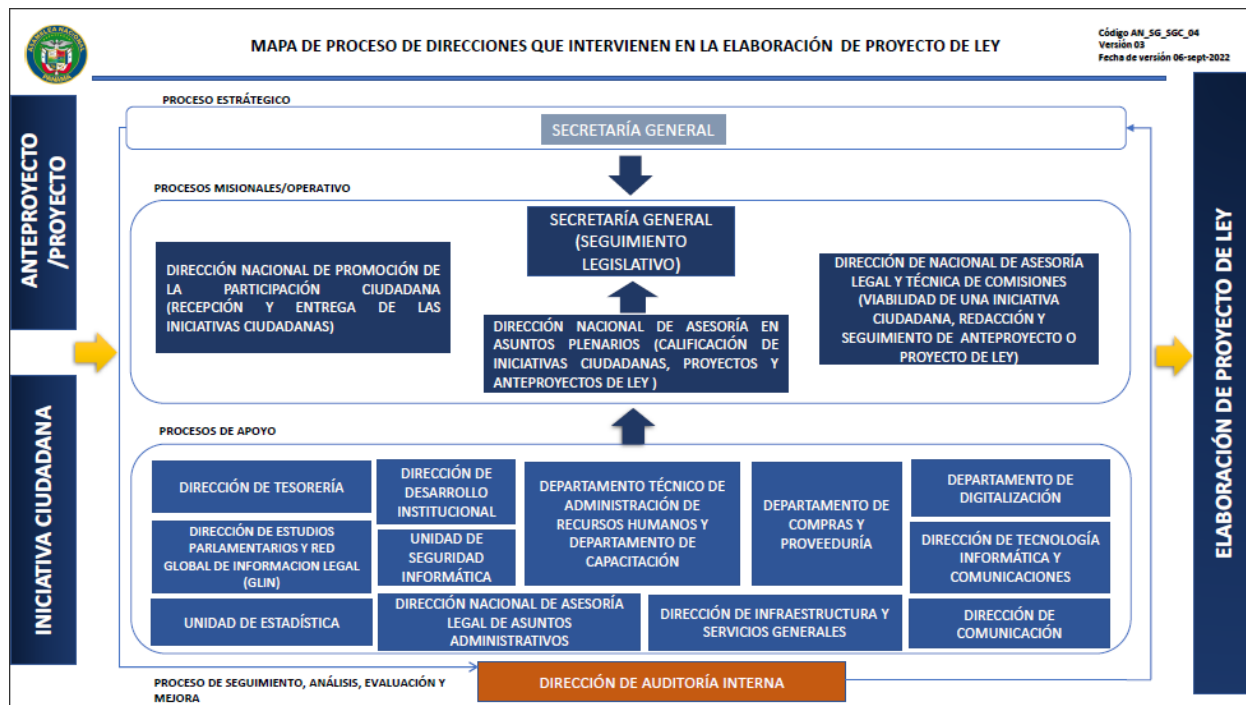 ASAMBLEA NACIONAL
PANAMÁ
MAPA DE PROCESO DE DIRECCIONES QUE INTERVIENEN EN LA ELABORACIÓN DE PROYECTO DE LEY
Código AN_SG_SGC_04
Versión 03
Fecha de versión 06-sept-2022
ANTEPROYECTO
/PROYECTO
INICIATIVA CIUDADANA
PROCESO ESTRÁTEGICO
SECRETARÍA GENERAL
PROCESOS MISIONALES/OPERATIVO
SECRETARÍA GENERAL
(SEGUIMIENTO
LEGISLATIVO)
DIRECCIÓN NACIONAL DE PROMOCIÓN DE
LA PARTICIPACIÓN CIUDADANA
(RECEPCIÓN Y ENTREGA DE LAS
INICIATIVAS CIUDADANAS)
DIRECCIÓN NACIONAL DE ASESORÍA EN
ASUNTOS PLENARIOS (CALIFICACIÓN DE
INICIATIVAS CIUDADANAS, PROYECTOS Y
ANTEPROYECTOS DE LEY )
DIRECCIÓN DE NACIONAL DE ASESORÍA
LEGAL Y TÉCNICA DE COMISIONES
(VIABILIDAD DE UNA INICIATIVA
CIUDADANA, REDACCIÓN Y
SEGUIMIENTO DE ANTEPROYECTO O
PROYECTO DE LEY)
PROCESOS DE APOYO
DIRECCIÓN DE TESORERÍA
DIRECCIÓN DE
DESARROLLO
INSTITUCIONAL
DEPARTAMENTO TÉCNICO DE
ADMINISTRACIÓN DE
RECURSOS HUMANOS Y
DEPARTAMENTO DE
CAPACITACIÓN
DEPARTAMENTO DE
COMPRAS Y
PROVEEDURÍA
DEPARTAMENTO DE
DIGITALIZACIÓN
DIRECCIÓN DE ESTUDIOS
PARLAMENTARIOS Y RED
GLOBAL DE INFORMACION LEGAL
(GLIN)
UNIDAD DE
SEGURIDAD
INFORMÁTICA
DIRECCIÓN DE TECNOLOGÍA
INFORMÁTICA Y
COMUNICACIONES
UNIDAD DE ESTADÍSTICA
DIRECCIÓN NACIONAL DE ASESORÍA
LEGAL DE ASUNTOS
ADMINISTRATIVOS
DIRECCIÓN DE INFRAESTRUCTURA Y
SERVICIOS GENERALES
DIRECCIÓN DE
COMUNICACIÓN
PROCESO DE SEGUIMIENTO, ANÁLISIS, EVALUACIÓN Y
MEJORA
DIRECCIÓN DE AUDITORÍA INTERNA
ELABORACIÓN DE PROYECTO DE LEY